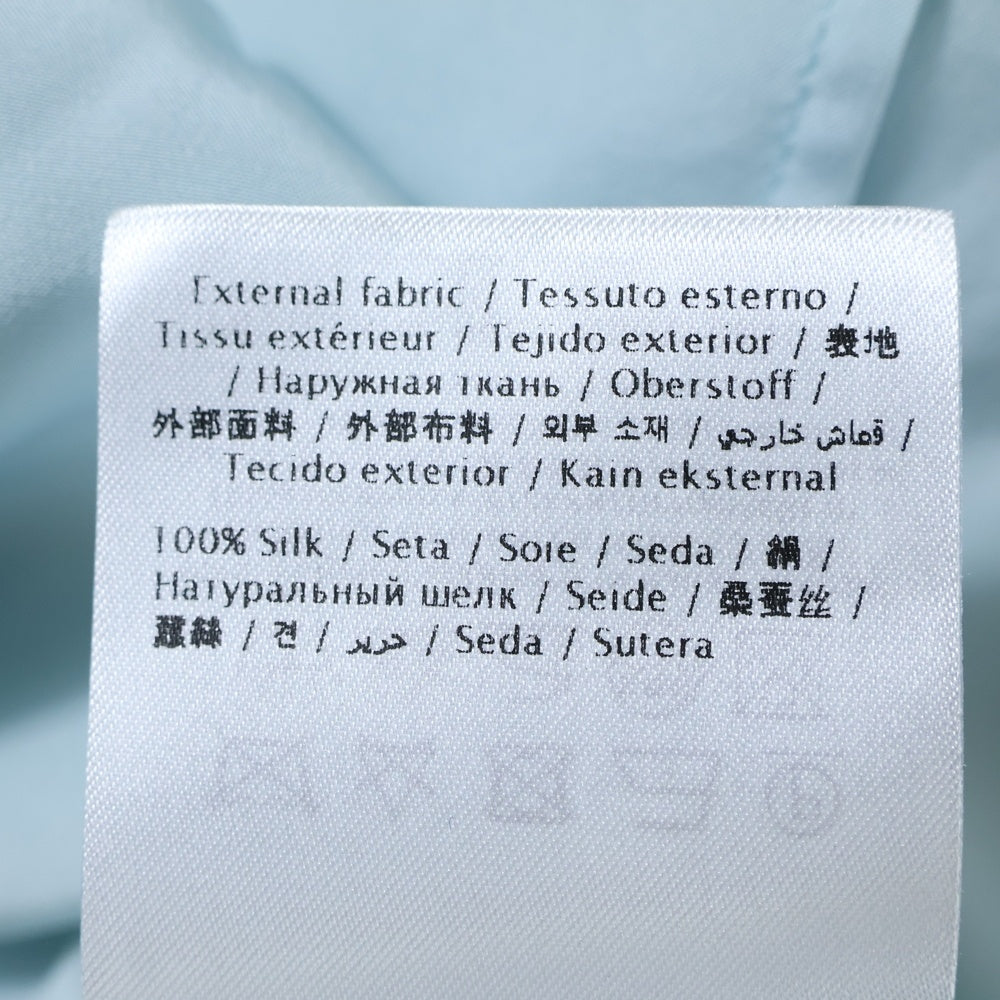 External fabric / Tessuto esterno /
Tissu extérieur / Tejido exterior / 表地
/ Наружная ткань / Oberstoff /
外部面料 / 外部布料 / 외부 소재 / قماش خارجي /
Tecido exterior / Kain eksternal
100% Silk / Seta / Soie / Seda / 絹 /
Натуральный шелк / Seide / 桑蚕丝 /
蠶絲 / 견 / حرير / Seda / Sutera